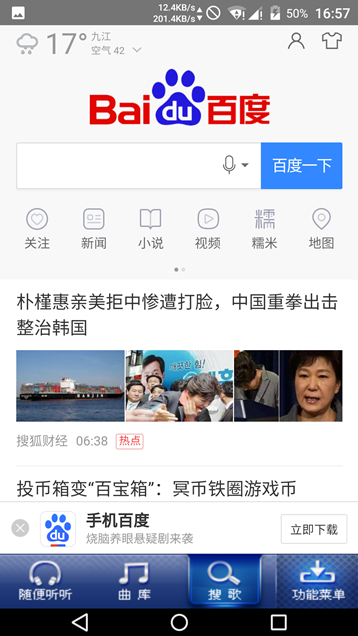 12.4KB/s
201.4KB/s
50% 16:57
17° 九江
空气 42
Bai du 百度
百度一下
糯
关注 新闻 小说 视频 糯米 地图
朴槿惠亲美拒中惨遭打脸，中国重拳出击
整治韩国
搜狐财经 06:38 热点
投币箱变“百宝箱”：冥币铁圈游戏币
手机百度
烧脑养眼悬疑剧来袭
立即下载
随便听听 曲库 搜歌 功能菜单